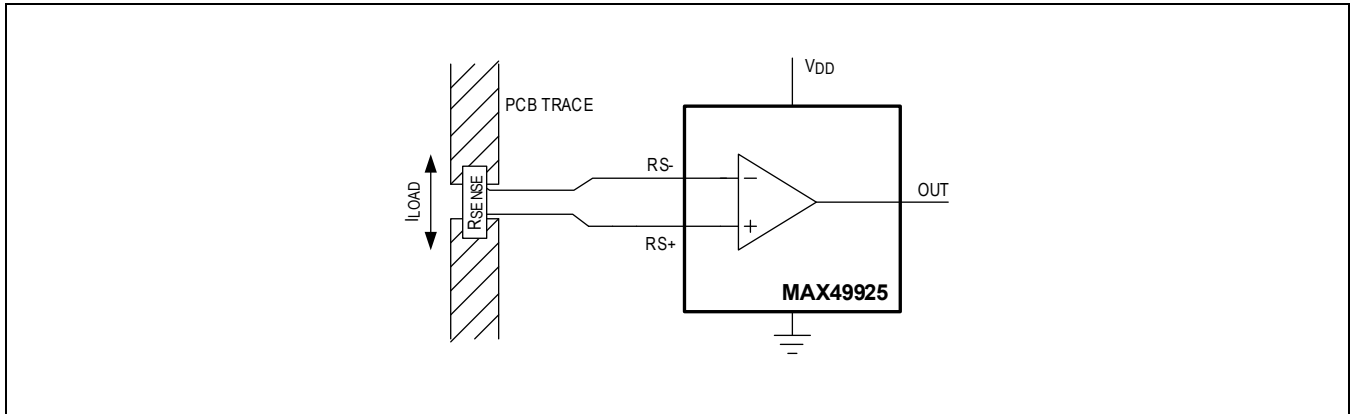 VDD
PCB TRACE
RS-
ILOAD
RSENSE
−
OUT
+
RS+
MAX49925